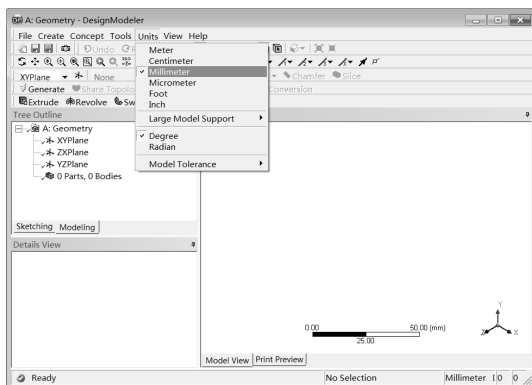 A: Geometry - DesignModeler
File Create Concept Tools Units View Help
Undo
Meter
Centimeter
Millimeter
Micrometer
Foot
Inch
Large Model Support
Degree
Radian
Model Tolerance
XYPlane None
Chamfer Slice
Generate Share Topolo
Conversion
Extrude Revolve Sw
Tree Outline
A: Geometry
XYPlane
ZXPlane
YZPlane
0 Parts, 0 Bodies
Sketching Modeling
Details View
0.00 50.00 (mm)
25.00
Y
Z X
Model View Print Preview
Ready No Selection Millimeter 0 0